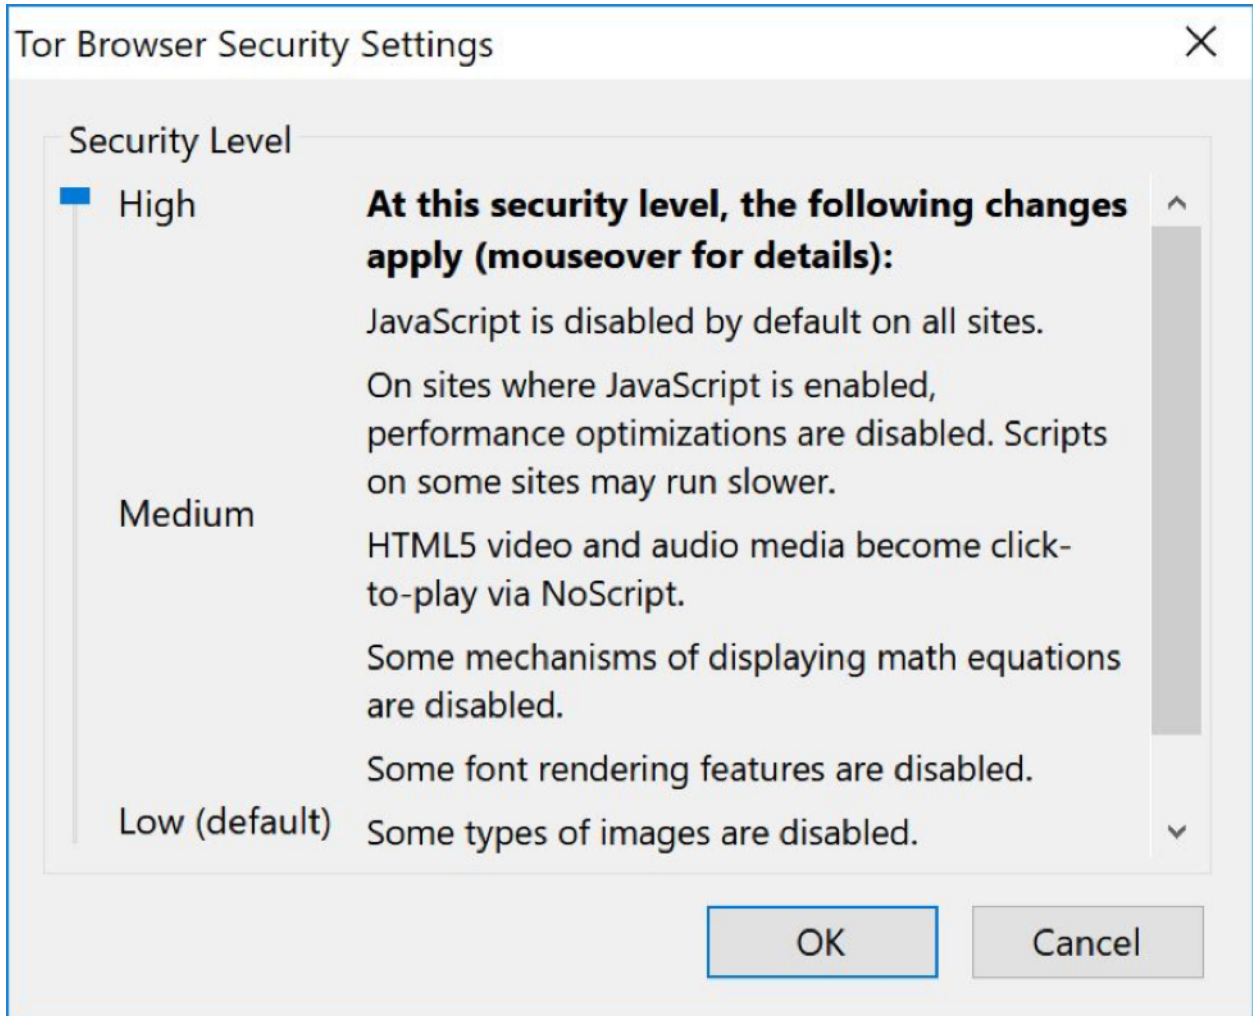 Tor Browser Security Settings
Security Level
High
At this security level, the following changes
apply (mouseover for details):
JavaScript is disabled by default on all sites.
On sites where JavaScript is enabled,
performance optimizations are disabled. Scripts
on some sites may run slower.
Medium
HTML5 video and audio media become click-
to-play via NoScript.
Some mechanisms of displaying math equations
are disabled.
Some font rendering features are disabled.
Low (default)
Some types of images are disabled.
OK
Cancel